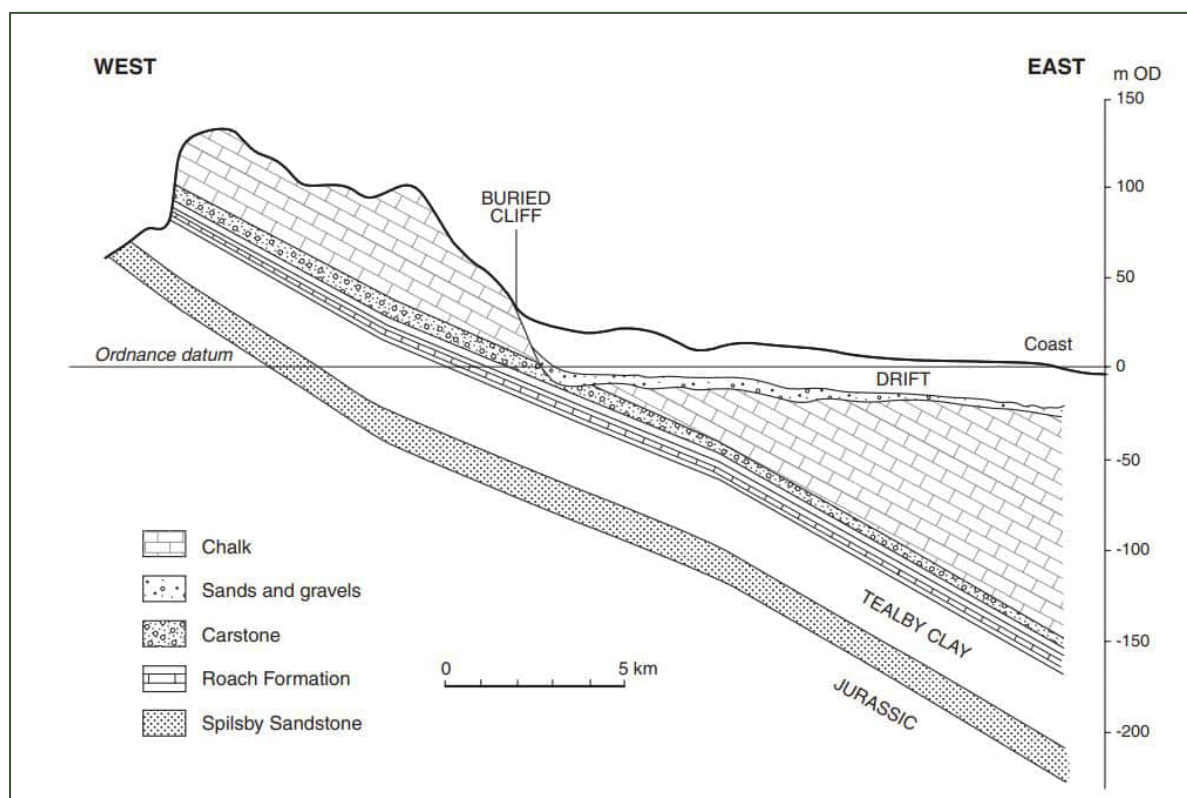 WEST
EAST
m OD
150
100
BURIED
CLIFF
50
Coast
Ordnance datum
0
DRIFT
-50
Chalk
-100
Sands and gravels
TEALBY CLAY
Carstone
-150
0
5 km
Roach Formation
JURASSIC
Spilsby Sandstone
-200